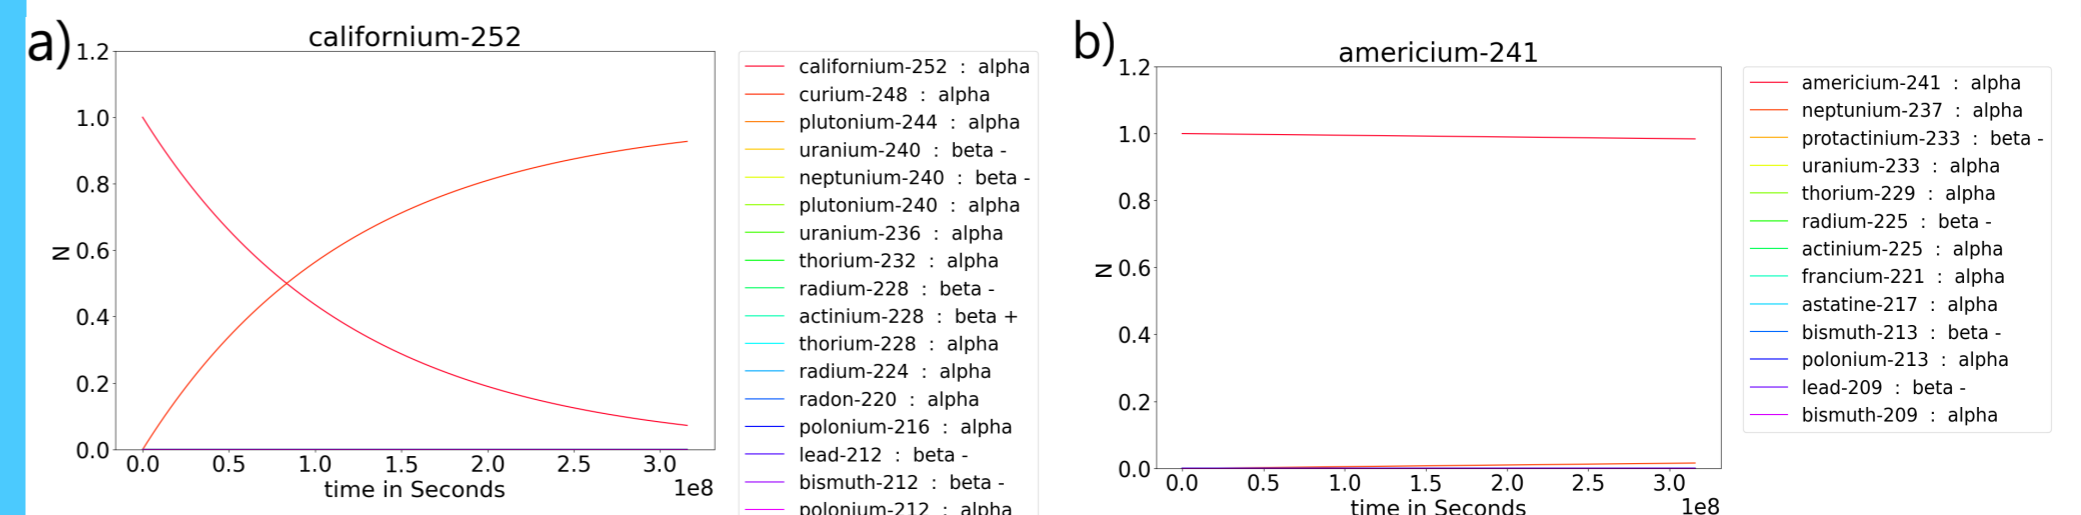 a)
californium-252
1.2
1.0
0.8
0.6
0.4
0.2
0.0
N
0.0 0.5 1.0 1.5 2.0 2.5 3.0
time in Seconds
1e8
californium-252 : alpha
curium-248 : alpha
plutonium-244 : alpha
uranium-240 : beta -
neptunium-240 : beta -
plutonium-240 : alpha
uranium-236 : alpha
thorium-232 : alpha
radium-228 : beta -
actinium-228 : beta +
thorium-228 : alpha
radium-224 : alpha
radon-220 : alpha
polonium-216 : alpha
lead-212 : beta -
bismuth-212 : beta -
polonium-212 : alpha
b)
americium-241
1.2
1.0
0.8
0.6
0.4
0.2
0.0
N
0.0 0.5 1.0 1.5 2.0 2.5 3.0
time in Seconds
1e8
americium-241 : alpha
neptunium-237 : alpha
protactinium-233 : beta -
uranium-233 : alpha
thorium-229 : alpha
radium-225 : beta -
actinium-225 : alpha
francium-221 : alpha
astatine-217 : alpha
bismuth-213 : beta -
polonium-213 : alpha
lead-209 : beta -
bismuth-209 : alpha